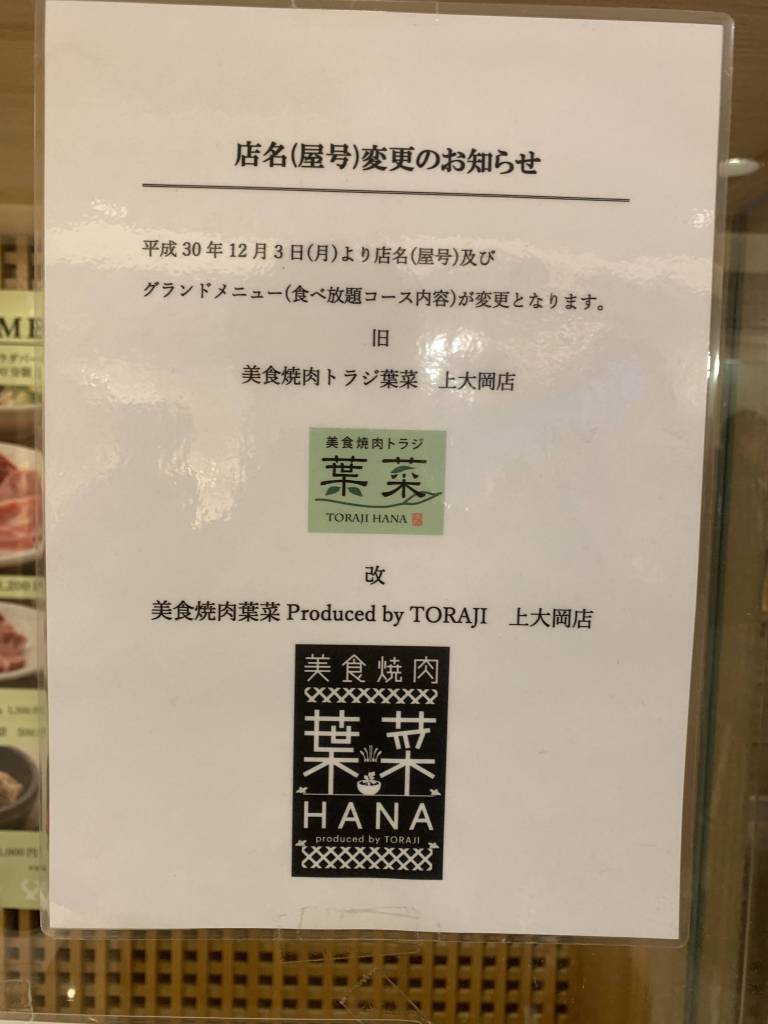 店名(屋号)変更のお知らせ
平成 30 年 12 月 3 日(月)より店名(屋号)及び
グランドメニュー(食べ放題コース内容)が変更となります。
旧
美食焼肉トラジ葉菜　上大岡店
美食焼肉トラジ
葉菜
TORAJI HANA
改
美食焼肉葉菜 Produced by TORAJI　上大岡店
美食焼肉
葉菜
HANA
produced by TORAJI